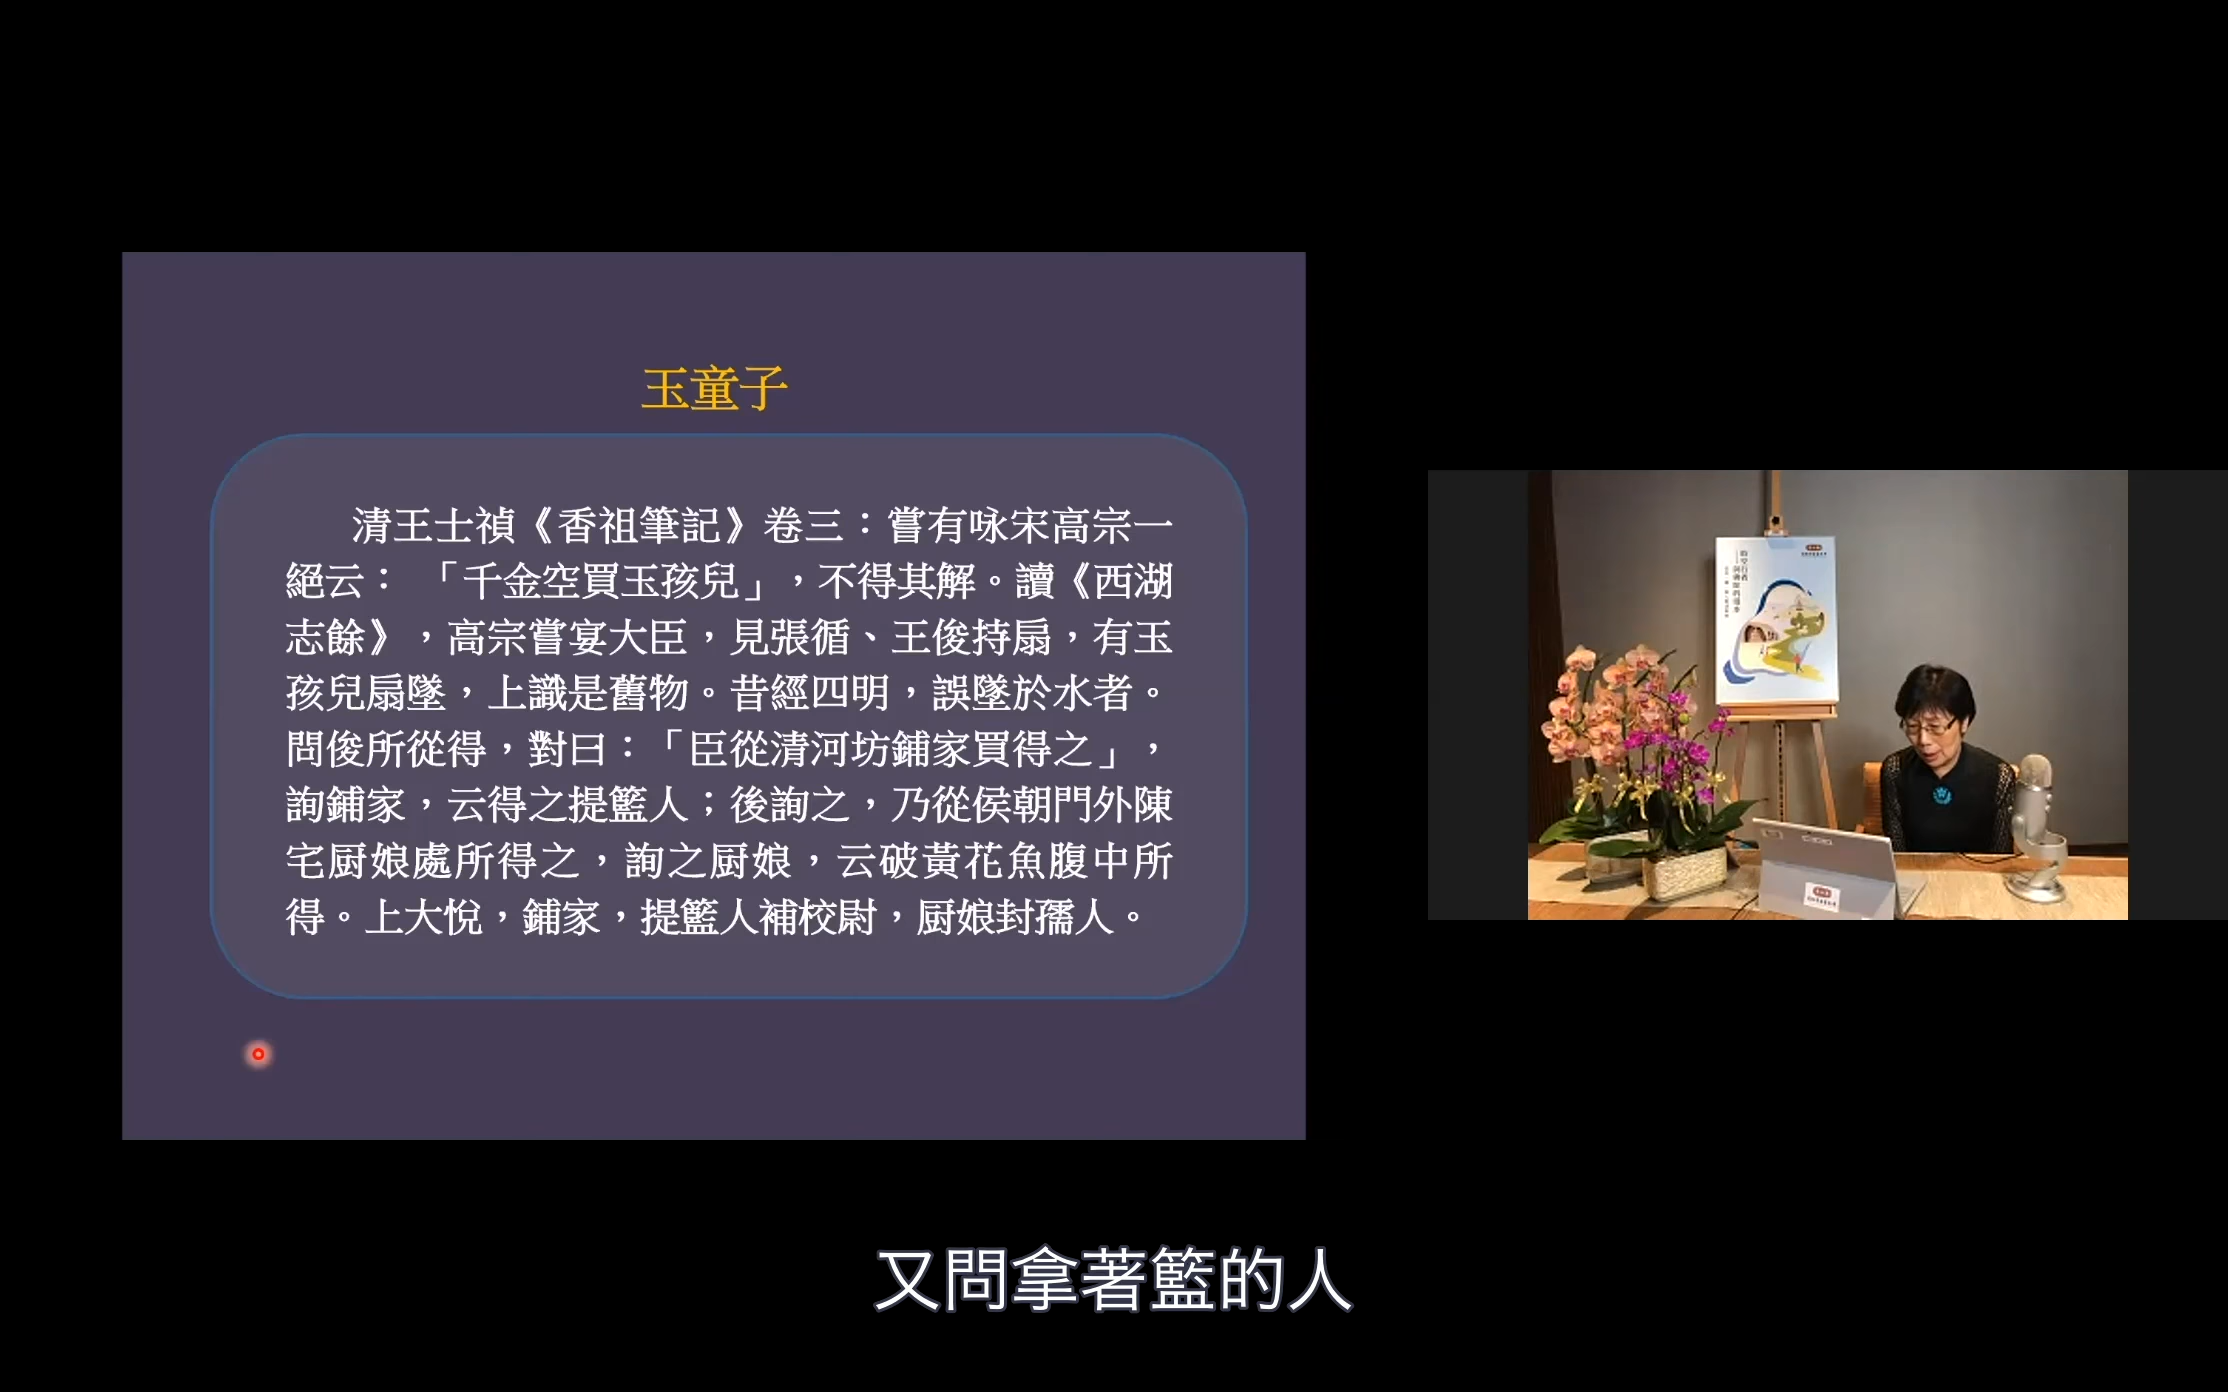 玉童子
清王士禎《香祖筆記》卷三：嘗有咏宋高宗一
絕云： 「千金空買玉孩兒」，不得其解。讀《西湖
志餘》，高宗嘗宴大臣，見張循、王俊持扇，有玉
孩兒扇墜，上識是舊物。昔經四明，誤墜於水者。
問俊所從得，對曰：「臣從清河坊鋪家買得之」，
詢鋪家，云得之提籃人；後詢之，乃從侯朝門外陳
宅厨娘處所得之，詢之厨娘，云破黃花魚腹中所
得。上大悅，鋪家，提籃人補校尉，厨娘封孺人。
又問拿著籃的人